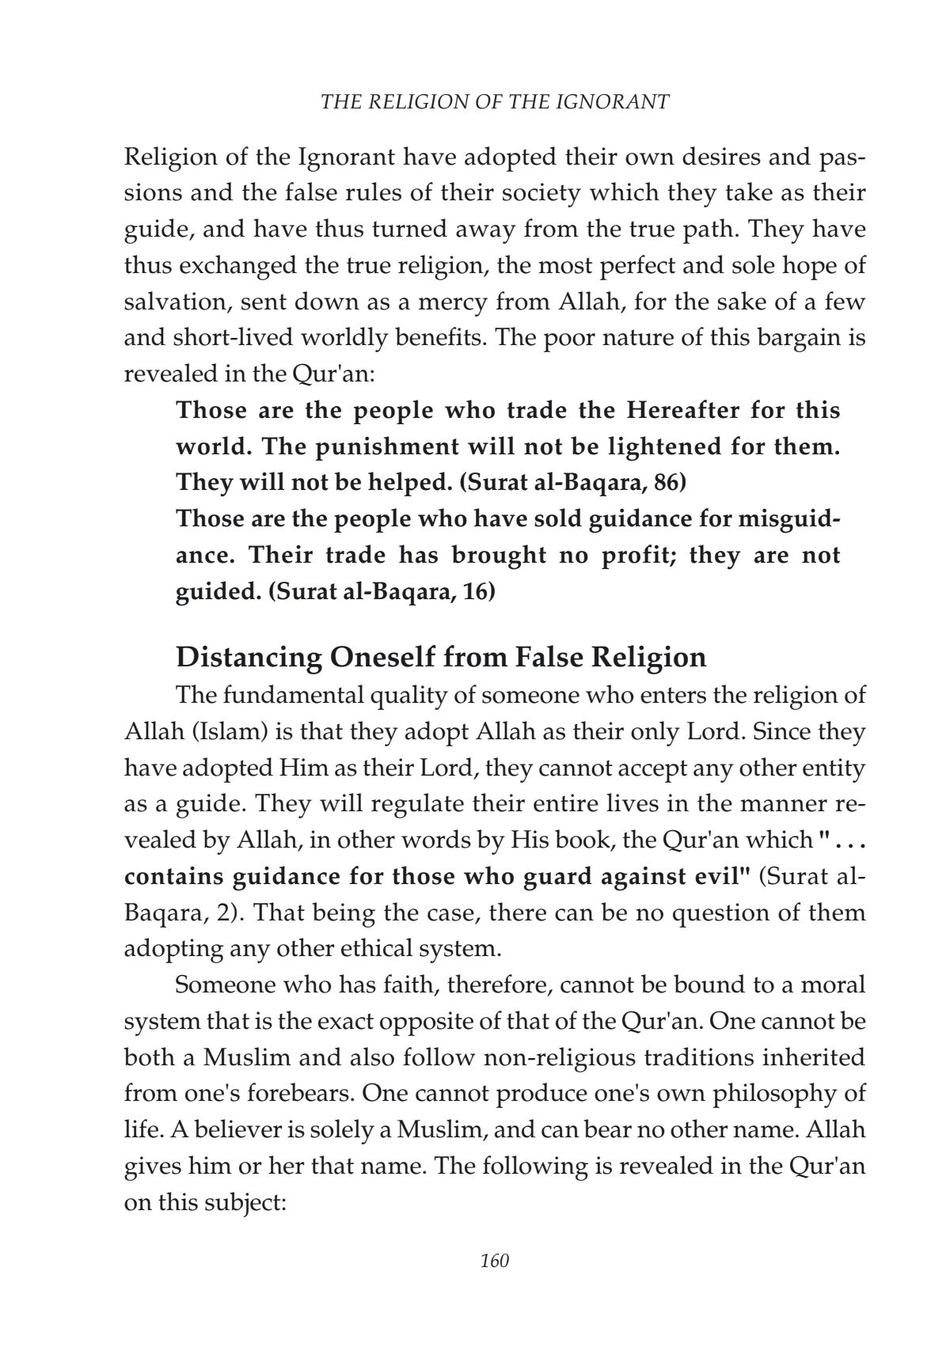 THE RELIGION OF THE IGNORANT
Religion of the Ignorant have adopted their own desires and pas-
sions and the false rules of their society which they take as their
guide, and have thus turned away from the true path. They have
thus exchanged the true religion, the most perfect and sole hope of
salvation, sent down as a mercy from Allah, for the sake of a few
and short-lived worldly benefits. The poor nature of this bargain is
revealed in the Qur'an:
Those are the people who trade the Hereafter for this
world. The punishment will not be lightened for them.
They will not be helped. (Surat al-Baqara, 86)
Those are the people who have sold guidance for misguid-
ance. Their trade has brought no profit; they are not
guided. (Surat al-Baqara, 16)
Distancing Oneself from False Religion
The fundamental quality of someone who enters the religion of
Allah (Islam) is that they adopt Allah as their only Lord. Since they
have adopted Him as their Lord, they cannot accept any other entity
as a guide. They will regulate their entire lives in the manner re-
vealed by Allah, in other words by His book, the Qur'an which "...
contains guidance for those who guard against evil" (Surat al-
Baqara, 2). That being the case, there can be no question of them
adopting any other ethical system.
Someone who has faith, therefore, cannot be bound to a moral
system that is the exact opposite of that of the Qur'an. One cannot be
both a Muslim and also follow non-religious traditions inherited
from one's forebears. One cannot produce one's own philosophy of
life. A believer is solely a Muslim, and can bear no other name. Allah
gives him or her that name. The following is revealed in the Qur'an
on this subject:
160